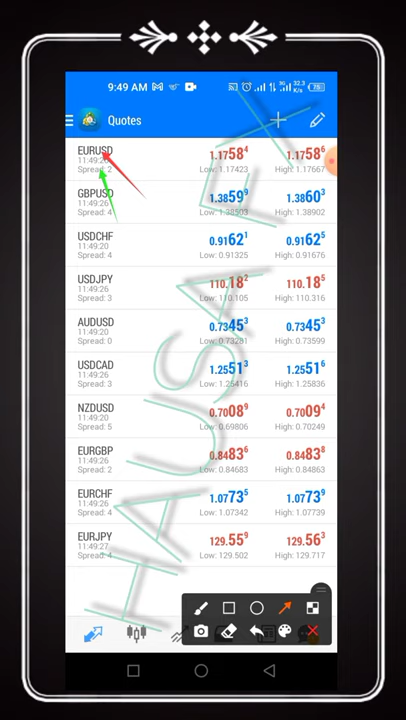 9:49 AM 3G 32.3 K/s 78
Quotes
EURUSD
11:49:26
Spread: 2
1.1758⁴ 1.1758⁶
Low: 1.17423 High: 1.17667
GBPUSD
11:49:26
Spread: 4
1.3859⁹ 1.3860³
Low: 1.38503 High: 1.38902
USDCHF
11:49:20
Spread: 4
0.9162¹ 0.9162⁵
Low: 0.91325 High: 0.91676
USDJPY
11:49:26
Spread: 3
110.18² 110.18⁵
Low: 110.105 High: 110.316
AUDUSD
11:49:20
Spread: 0
0.7345³ 0.7345³
Low: 0.73281 High: 0.73599
USDCAD
11:49:26
Spread: 3
1.2551³ 1.2551⁶
Low: 1.25416 High: 1.25836
NZDUSD
11:49:20
Spread: 5
0.7008⁹ 0.7009⁴
Low: 0.69806 High: 0.70249
EURGBP
11:49:26
Spread: 2
0.8483⁶ 0.8483⁸
Low: 0.84683 High: 0.84863
EURCHF
11:49:26
Spread: 4
1.0773⁵ 1.0773⁹
Low: 1.07342 High: 1.07739
EURJPY
11:49:27
Spread: 4
129.55⁹ 129.56³
Low: 129.502 High: 129.717
HAUSA FX